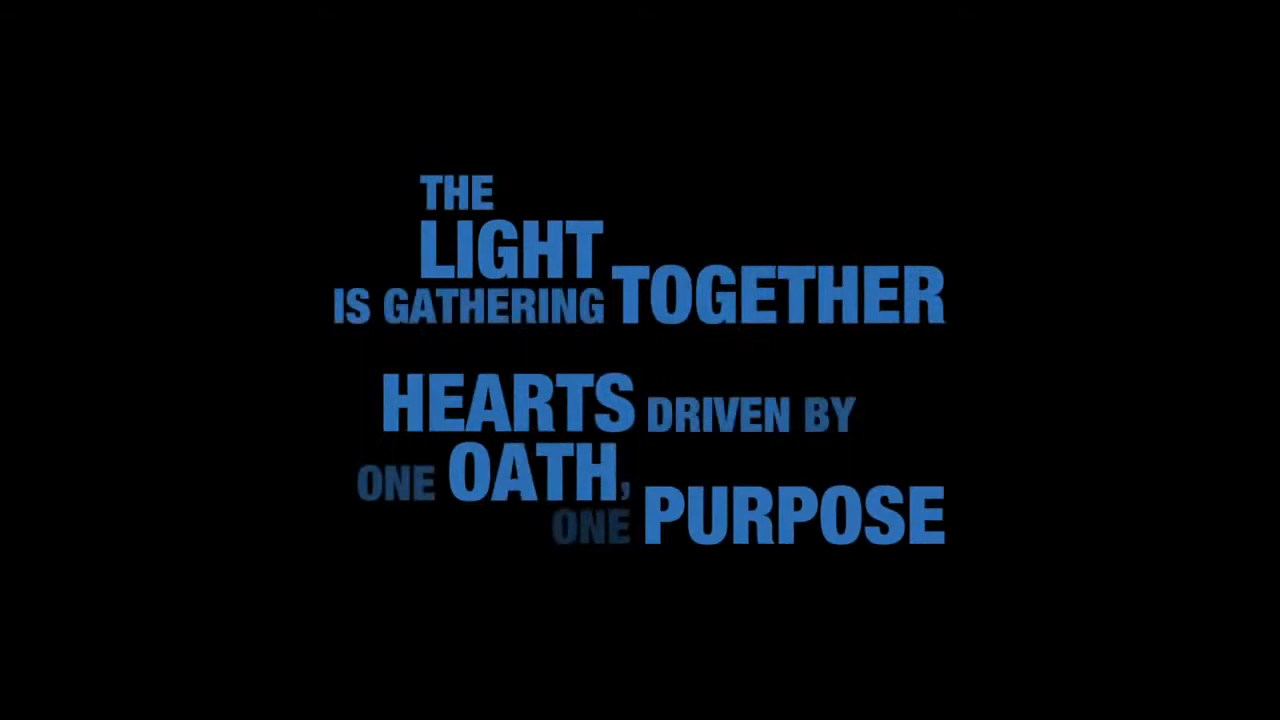 THE
LIGHT
IS GATHERING TOGETHER
HEARTS DRIVEN BY
ONE OATH,
ONE PURPOSE